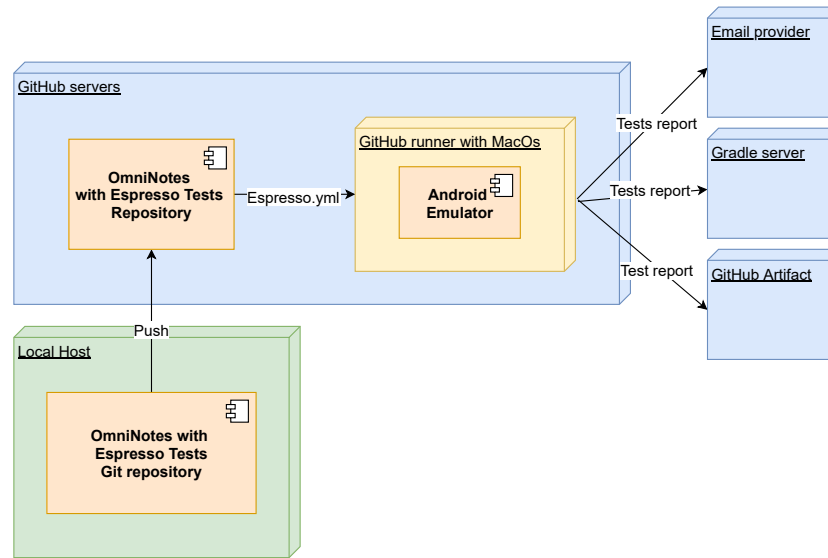 Email provider
GitHub servers
GitHub runner with MacOs
Tests report
Gradle server
OmniNotes
with Espresso Tests
Repository
Espresso.yml
Android
Emulator
Tests report
Test report
GitHub Artifact
Push
Local Host
OmniNotes with
Espresso Tests
Git repository